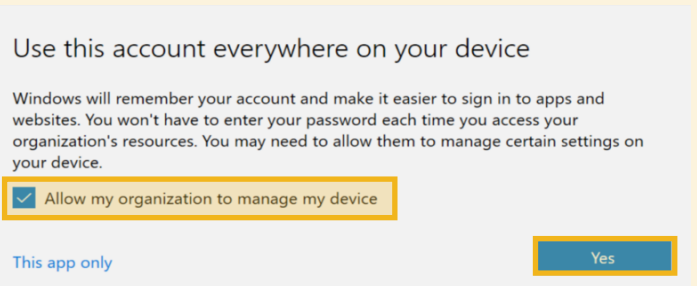 Use this account everywhere on your device
Windows will remember your account and make it easier to sign in to apps and
websites. You won't have to enter your password each time you access your
organization's resources. You may need to allow them to manage certain settings on
your device.
Allow my organization to manage my device
This app only
Yes